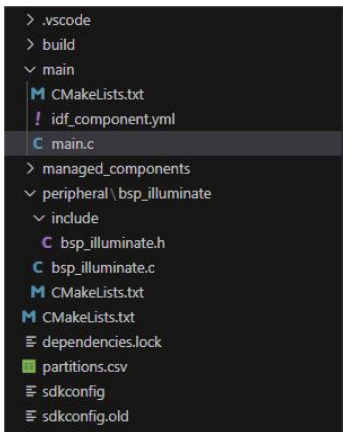 > .vscode
> build
main
M CMakeLists.txt
! idf_component.yml
C main.c
> managed_components
peripheral\bsp_illuminate
include
C bsp_illuminate.h
C bsp_illuminate.c
M CMakeLists.txt
M CMakeLists.txt
dependencies.lock
partitions.csv
sdkconfig
sdkconfig.old